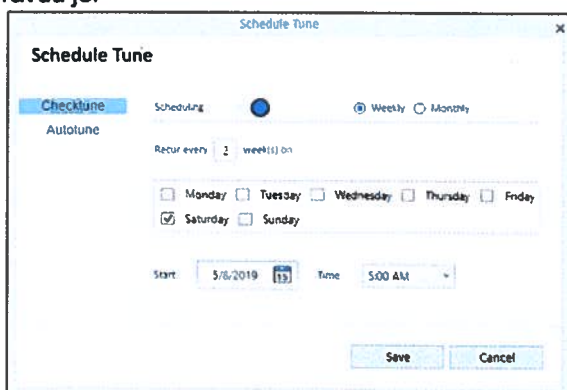 Schedule Tune
Schedule Tune
Checktune
Autotune
Scheduling Weekly Monthly
Recur every 2 week(s) on
Monday Tuesday Wednesday Thursday Friday
Saturday Sunday
Start 5/8/2019 15 Time 5:00 AM
Save Cancel